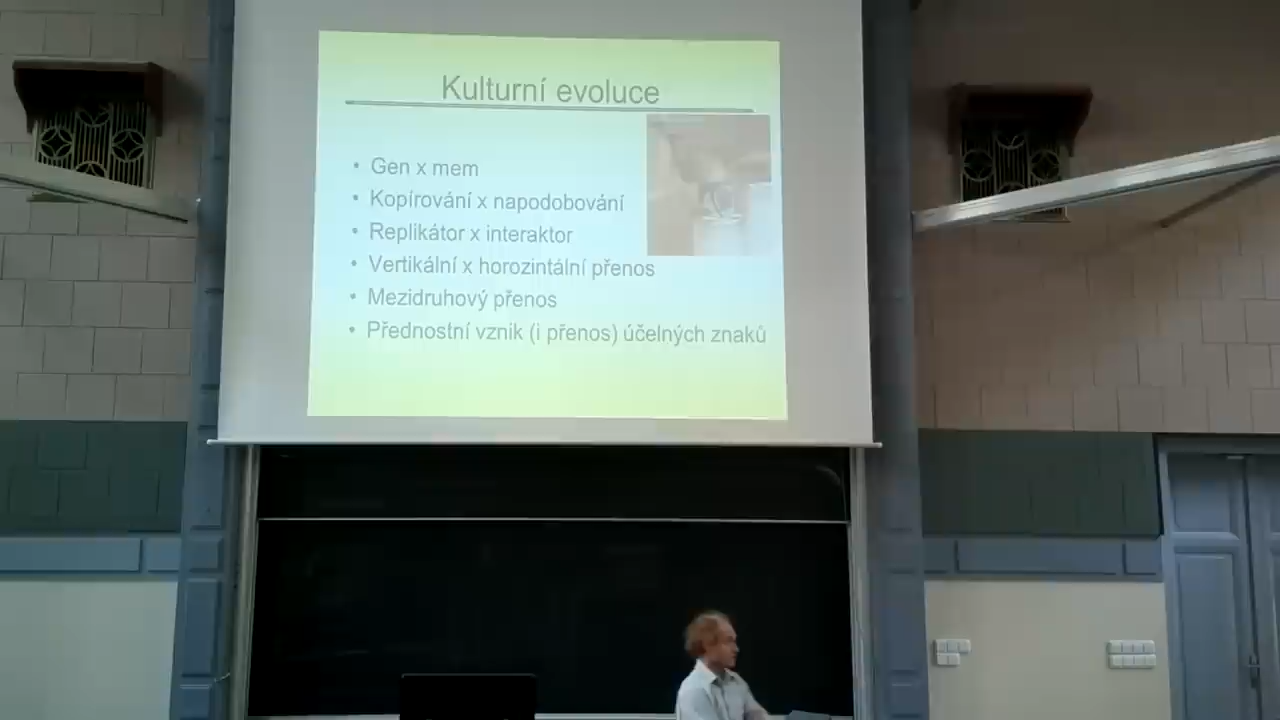 Kulturní evoluce
• Gen x mem
• Kopírování x napodobování
• Replikátor x interaktor
• Vertikální x horozintální přenos
• Mezidruhový přenos
• Přednostní vznik (i přenos) účelných znaků